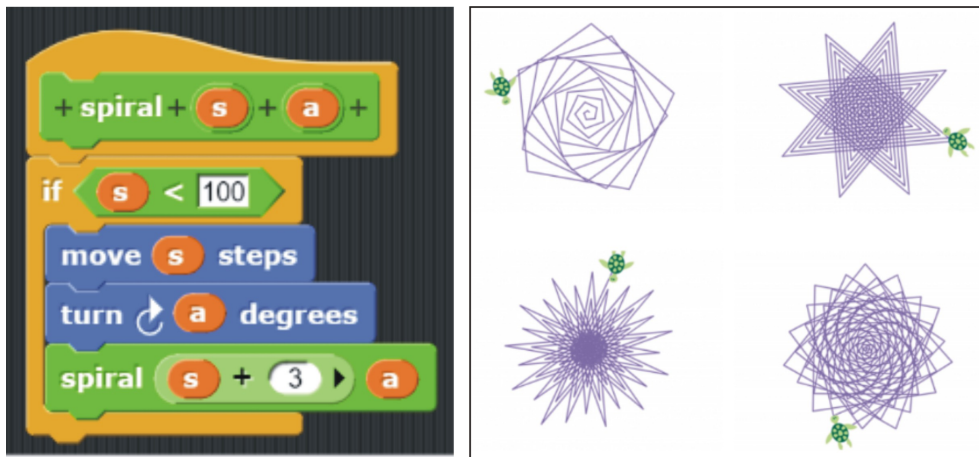 + spiral + s + a +
if s < 100
move s steps
turn a degrees
spiral s + 3 a